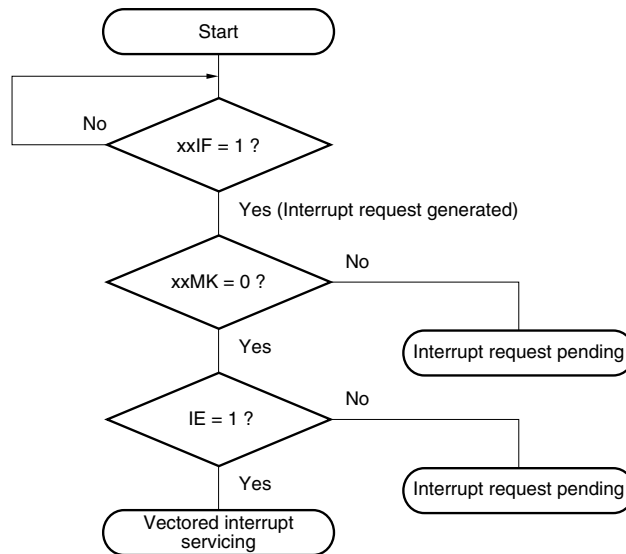 Start
No
xxIF = 1 ?
Yes (Interrupt request generated)
xxMK = 0 ?
No
Interrupt request pending
Yes
IE = 1 ?
No
Interrupt request pending
Yes
Vectored interrupt
servicing